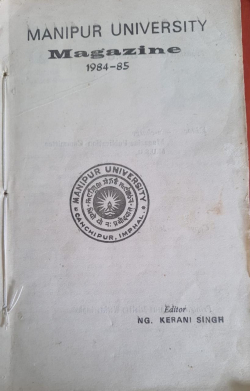 MANIPUR UNIVERSITY
Magazine
1984-85
MANIPUR UNIVERSITY
CANCHIPUR, IMPHAL
Editor
NG. KERANI SINGH